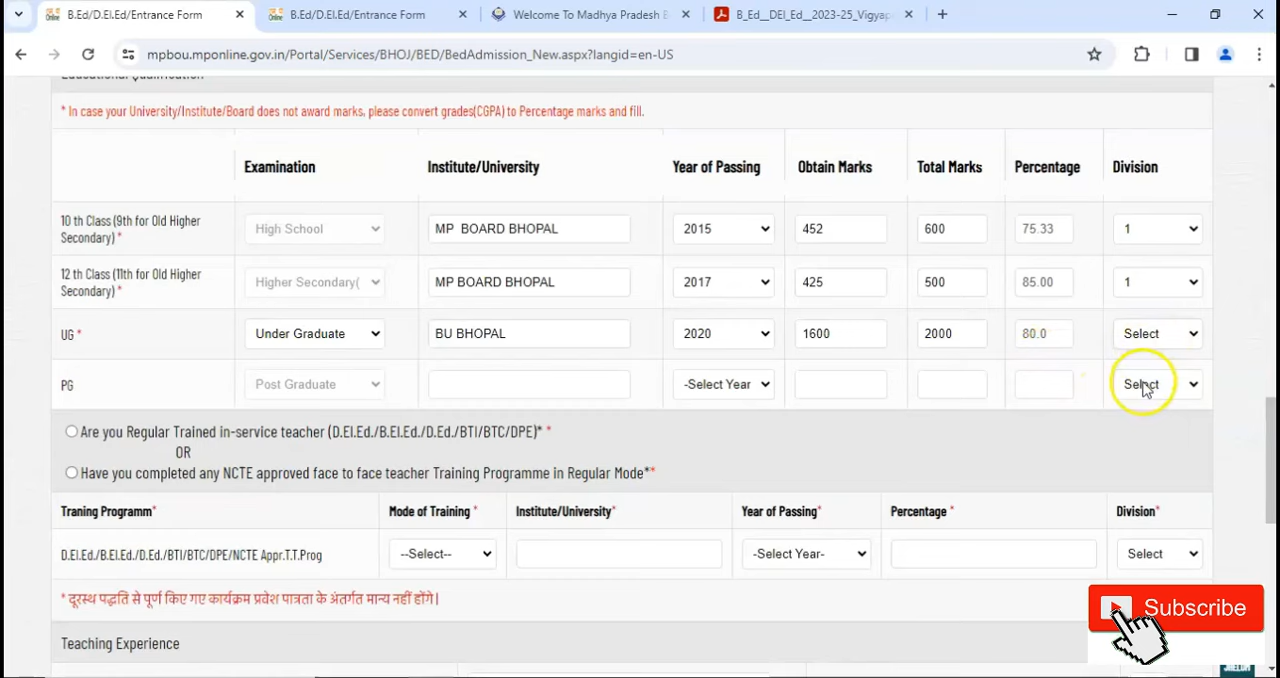 B.Ed/D.El.Ed/Entrance Form
B.Ed/D.El.Ed/Entrance Form
Welcome To Madhya Pradesh B
B_Ed__DEl_Ed__2023-25_Vigyap
mpbou.mponline.gov.in/Portal/Services/BHOJ/BED/BedAdmission_New.aspx?langid=en-US
Educational Qualification
* In case your University/Institute/Board does not award marks, please convert grades(CGPA) to Percentage marks and fill.
Examination Institute/University Year of Passing Obtain Marks Total Marks Percentage Division
10 th Class (9th for Old Higher
Secondary) * High School MP BOARD BHOPAL 2015 452 600 75.33 1
12 th Class (11th for Old Higher
Secondary) * Higher Secondary( MP BOARD BHOPAL 2017 425 500 85.00 1
UG * Under Graduate BU BHOPAL 2020 1600 2000 80.0 Select
PG Post Graduate -Select Year Select
Are you Regular Trained in-service teacher (D.El.Ed./B.El.Ed./D.Ed./BTI/BTC/DPE)* *
OR
Have you completed any NCTE approved face to face teacher Training Programme in Regular Mode**
Traning Programm* Mode of Training * Institute/University* Year of Passing* Percentage * Division*
D.El.Ed./B.El.Ed./D.Ed./BTI/BTC/DPE/NCTE Appr.T.T.Prog --Select-- -Select Year- Select
* दूरस्थ पद्धति से पूर्ण किए गए कार्यक्रम प्रवेश पात्रता के अंतर्गत मान्य नहीं होंगे |
Subscribe
Teaching Experience